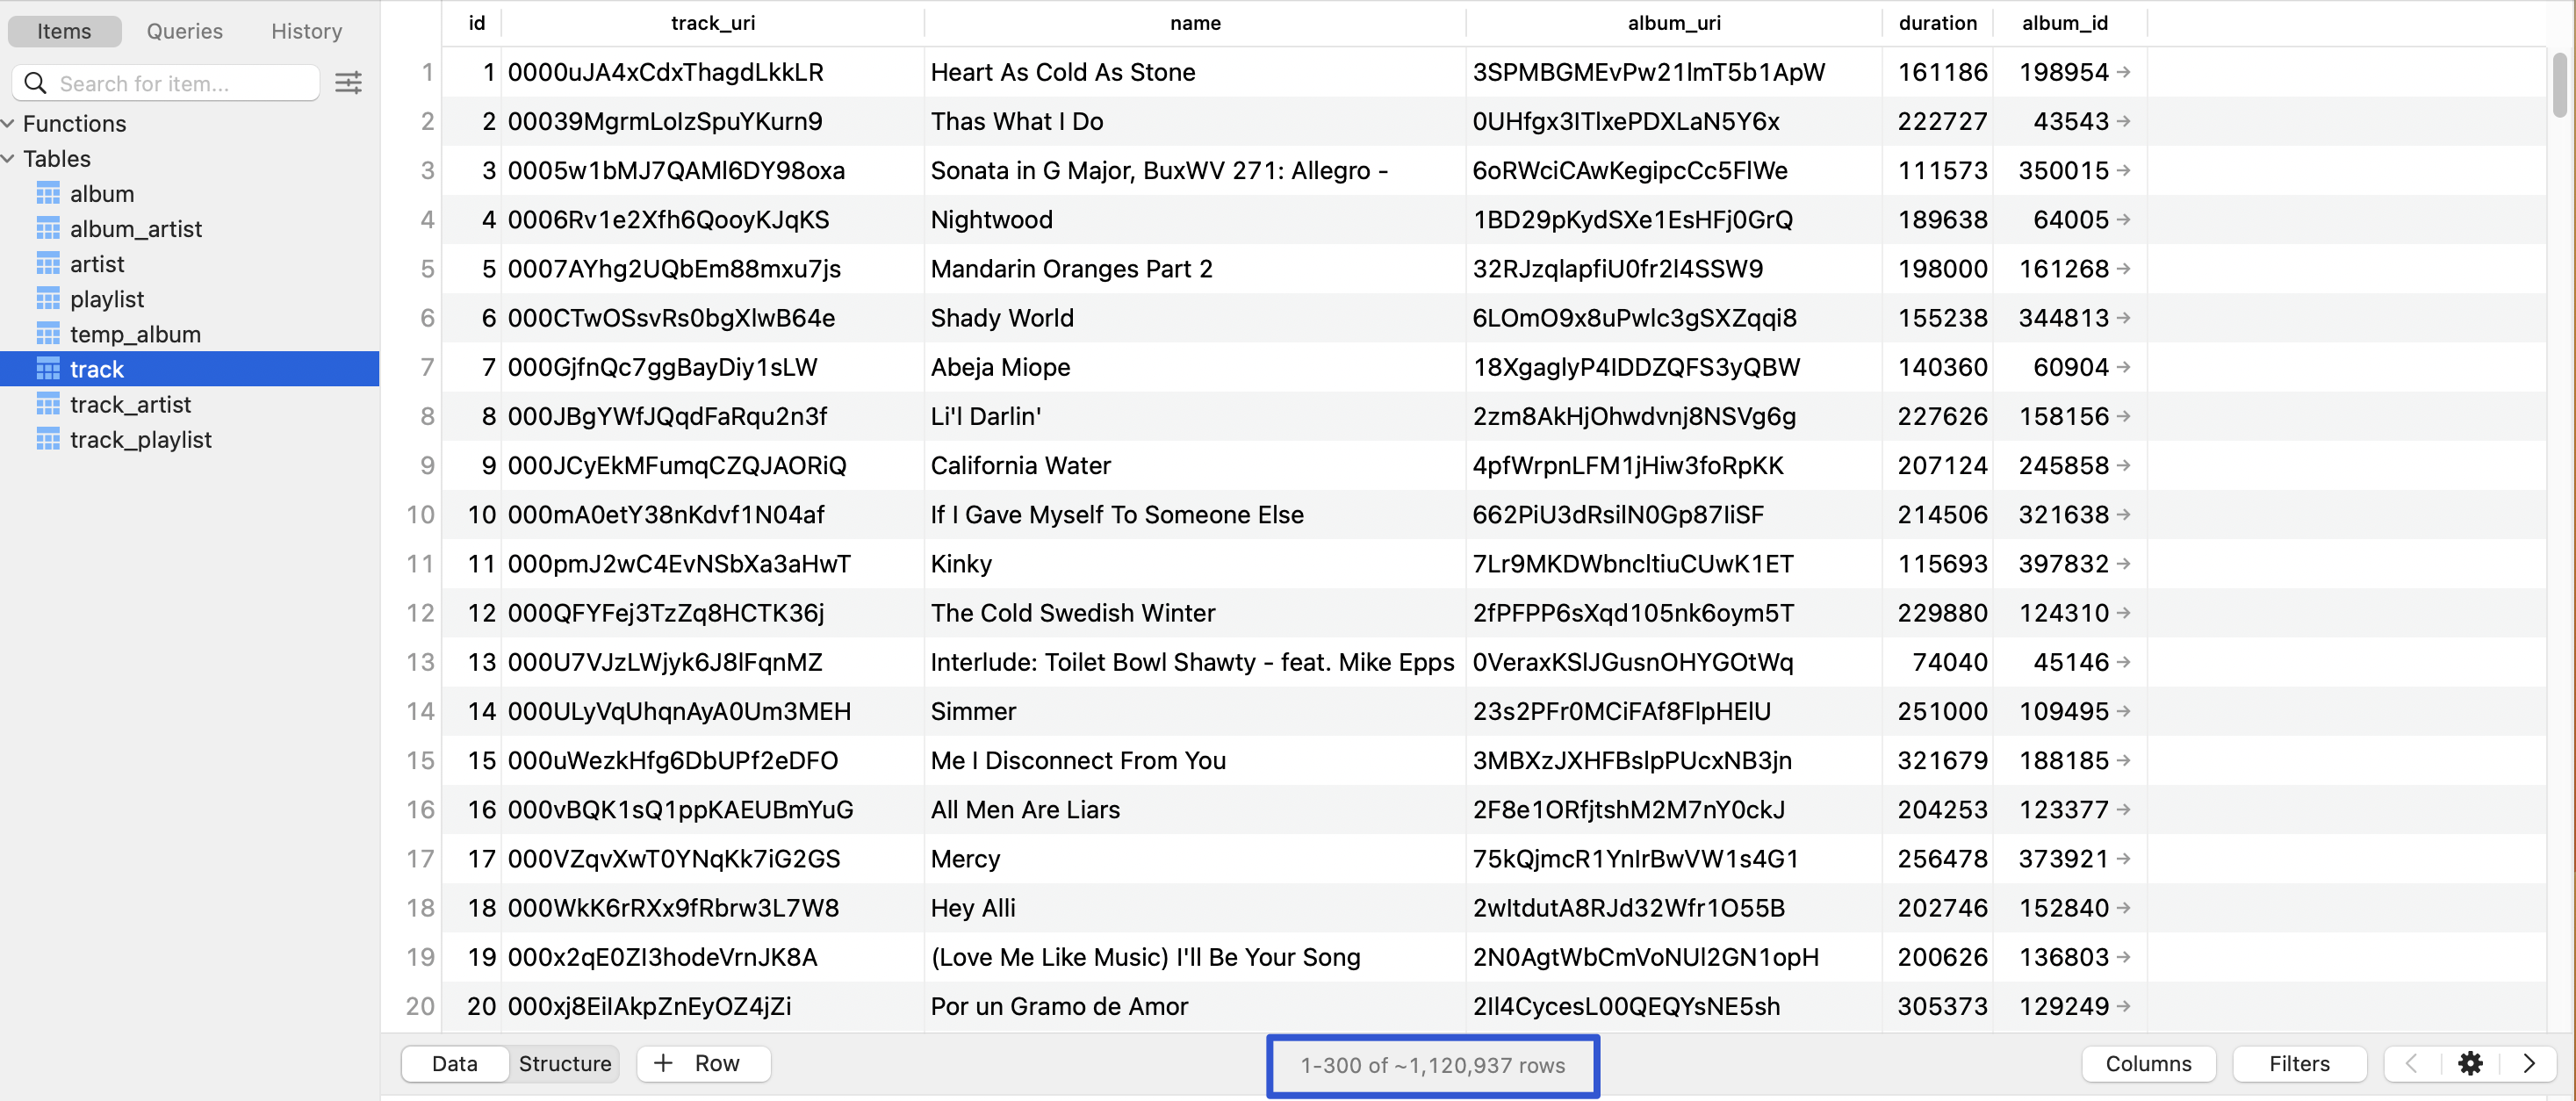 Items Queries History
Search for item...
Functions
Tables
album
album_artist
artist
playlist
temp_album
track
track_artist
track_playlist
id track_uri name album_uri duration album_id
1 1 0000uJA4xCdxThagdLkkLR Heart As Cold As Stone 3SPMBGMEvPw21lmT5b1ApW 161186 198954 →
2 2 00039MgrmLoIzSpuYKurn9 Thas What I Do 0UHfgx3ITlxePDXLaN5Y6x 222727 43543 →
3 3 0005w1bMJ7QAMl6DY98oxa Sonata in G Major, BuxWV 271: Allegro - 6oRWciCAwKegipcCc5FlWe 111573 350015 →
4 4 0006Rv1e2Xfh6QooyKJqKS Nightwood 1BD29pKydSXe1EsHFj0GrQ 189638 64005 →
5 5 0007AYhg2UQbEm88mxu7js Mandarin Oranges Part 2 32RJzqlapfiU0fr2l4SSW9 198000 161268 →
6 6 000CTwOSsvRs0bgXlwB64e Shady World 6LOmO9x8uPwlc3gSXZqqi8 155238 344813 →
7 7 000GjfnQc7ggBayDiy1sLW Abeja Miope 18XgaglyP4IDDZQFS3yQBW 140360 60904 →
8 8 000JBgYWfJQqdFaRqu2n3f Li'l Darlin' 2zm8AkHjOhwdvnj8NSVg6g 227626 158156 →
9 9 000JCyEkMFumqCZQJAORiQ California Water 4pfWrpnLFM1jHiw3foRpKK 207124 245858 →
10 10 000mA0etY38nKdvf1N04af If I Gave Myself To Someone Else 662PiU3dRsilN0Gp87liSF 214506 321638 →
11 11 000pmJ2wC4EvNSbXa3aHwT Kinky 7Lr9MKDWbncltiuCUwK1ET 115693 397832 →
12 12 000QFYFej3TzZq8HCTK36j The Cold Swedish Winter 2fPFPP6sXqd105nk6oym5T 229880 124310 →
13 13 000U7VJzLWjyk6J8lFqnMZ Interlude: Toilet Bowl Shawty - feat. Mike Epps 0VeraxKSlJGusnOHYGOtWq 74040 45146 →
14 14 000ULyVqUhqnAyA0Um3MEH Simmer 23s2PFr0MCiFAf8FlpHElU 251000 109495 →
15 15 000uWezkHfg6DbUPf2eDFO Me I Disconnect From You 3MBXzJXHFBslpPUcxNB3jn 321679 188185 →
16 16 000vBQK1sQ1ppKAEUBmYuG All Men Are Liars 2F8e1ORfjtshM2M7nY0ckJ 204253 123377 →
17 17 000VZqvXwT0YNqKk7iG2GS Mercy 75kQjmcR1YnIrBwVW1s4G1 256478 373921 →
18 18 000WkK6rRXx9fRbrw3L7W8 Hey Alli 2wltdutA8RJd32Wfr1O55B 202746 152840 →
19 19 000x2qE0ZI3hodeVrnJK8A (Love Me Like Music) I'll Be Your Song 2N0AgtWbCmVoNUl2GN1opH 200626 136803 →
20 20 000xj8EiIAkpZnEyOZ4jZi Por un Gramo de Amor 2Il4CycesL00QEQYsNE5sh 305373 129249 →
Data Structure + Row 1-300 of ~1,120,937 rows Columns Filters